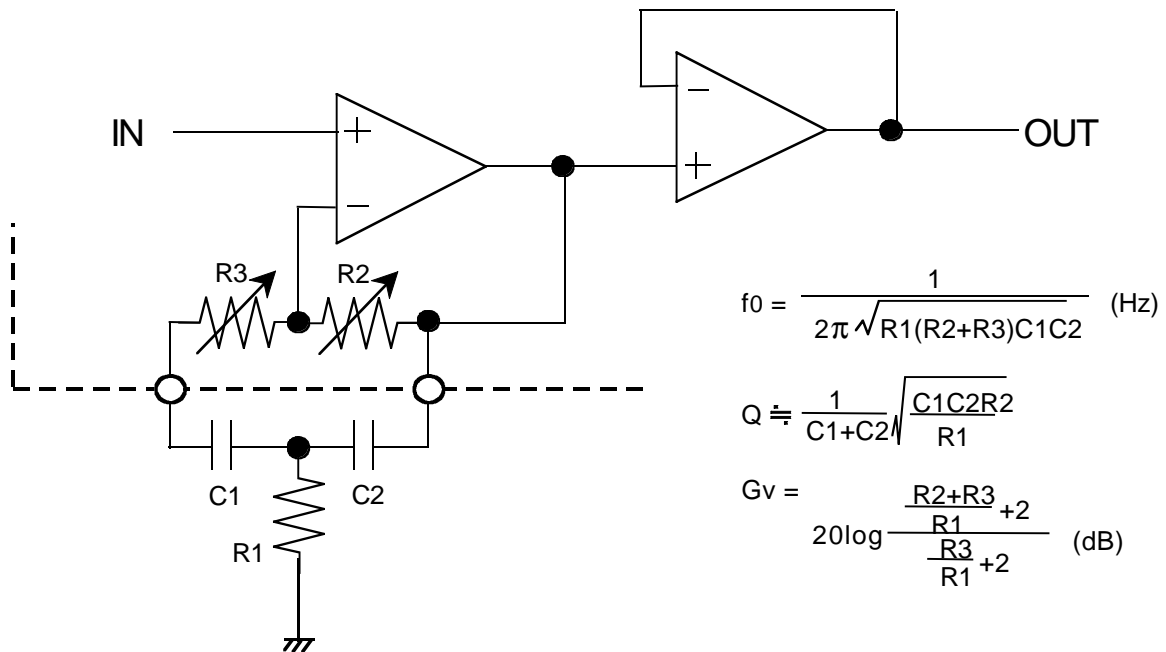 IN
OUT
+
−
−
+
R3
R2
C1
C2
R1
f0 = 1 / 2π√R1(R2+R3)C1C2 (Hz)
Q ≒ 1 / C1+C2 √C1C2R2 / R1
Gv = 20log R2+R3 / R1 +2 / R3 / R1 +2 (dB)